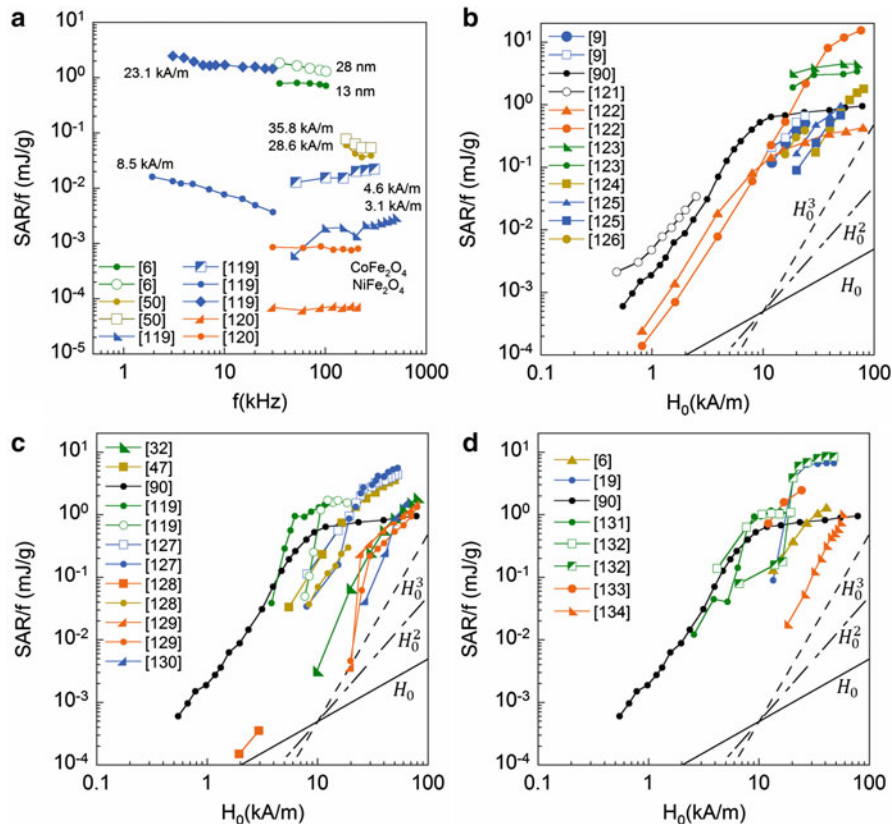 a
SAR/f (mJ/g)
10¹
10⁰
10⁻¹
10⁻²
10⁻³
10⁻⁴
10⁻⁵
23.1 kA/m
28 nm
13 nm
35.8 kA/m
28.6 kA/m
8.5 kA/m
4.6 kA/m
3.1 kA/m
CoFe₂O₄
NiFe₂O₄
[6] [119]
[6] [119]
[50] [119]
[50] [120]
[119] [120]
1 10 100 1000
f(kHz)
b
SAR/f (mJ/g)
10¹
10⁰
10⁻¹
10⁻²
10⁻³
10⁻⁴
[9]
[9]
[90]
[121]
[122]
[122]
[123]
[123]
[124]
[125]
[125]
[126]
H₀³
H₀²
H₀
0.1 1 10 100
H₀(kA/m)
c
SAR/f (mJ/g)
10¹
10⁰
10⁻¹
10⁻²
10⁻³
10⁻⁴
[32]
[47]
[90]
[119]
[119]
[127]
[127]
[128]
[128]
[129]
[129]
[130]
H₀³
H₀²
H₀
0.1 1 10 100
H₀(kA/m)
d
SAR/f (mJ/g)
10¹
10⁰
10⁻¹
10⁻²
10⁻³
10⁻⁴
[6]
[19]
[90]
[131]
[132]
[132]
[133]
[134]
H₀³
H₀²
H₀
0.1 1 10 100
H₀(kA/m)